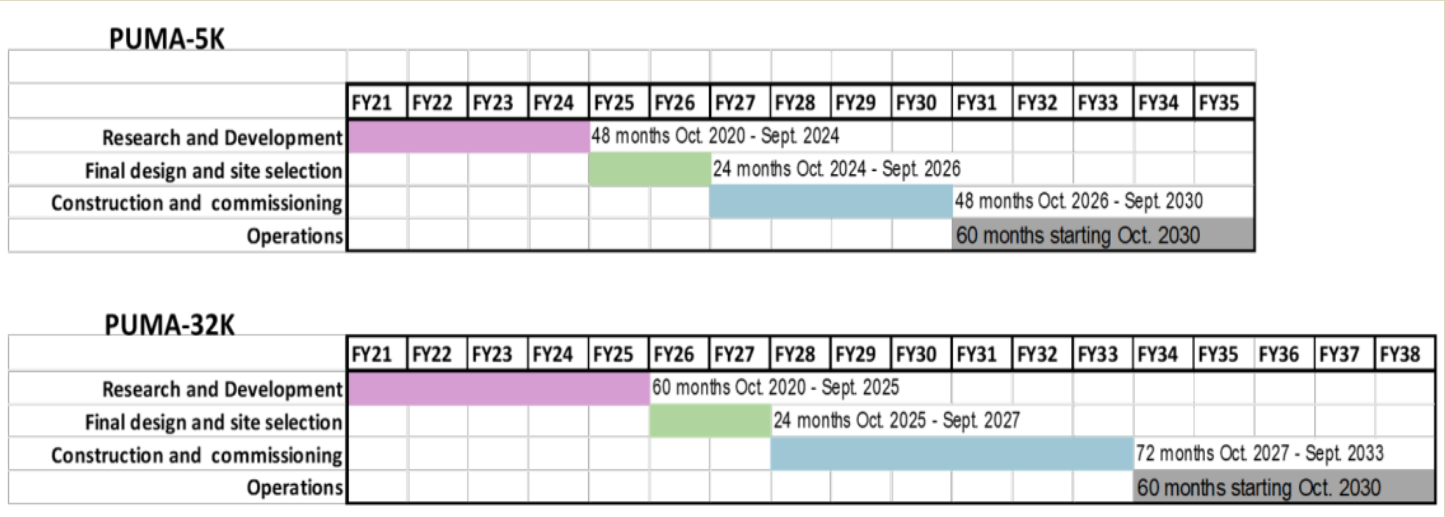 PUMA-5K
FY21 FY22 FY23 FY24 FY25 FY26 FY27 FY28 FY29 FY30 FY31 FY32 FY33 FY34 FY35
Research and Development 48 months Oct. 2020 - Sept. 2024
Final design and site selection 24 months Oct. 2024 - Sept. 2026
Construction and commissioning 48 months Oct. 2026 - Sept. 2030
Operations 60 months starting Oct. 2030
PUMA-32K
FY21 FY22 FY23 FY24 FY25 FY26 FY27 FY28 FY29 FY30 FY31 FY32 FY33 FY34 FY35 FY36 FY37 FY38
Research and Development 60 months Oct. 2020 - Sept. 2025
Final design and site selection 24 months Oct. 2025 - Sept. 2027
Construction and commissioning 72 months Oct. 2027 - Sept. 2033
Operations 60 months starting Oct. 2030